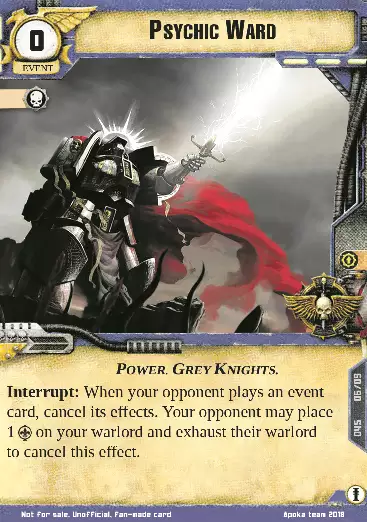 PSYCHIC WARD
0
EVENT
POWER. GREY KNIGHTS.
Interrupt: When your opponent plays an event
card, cancel its effects. Your opponent may place
1 on your warlord and exhaust their warlord
to cancel this effect.
045 06/09
Not for sale. Unofficial. Fan-made card
Apoka team 2018